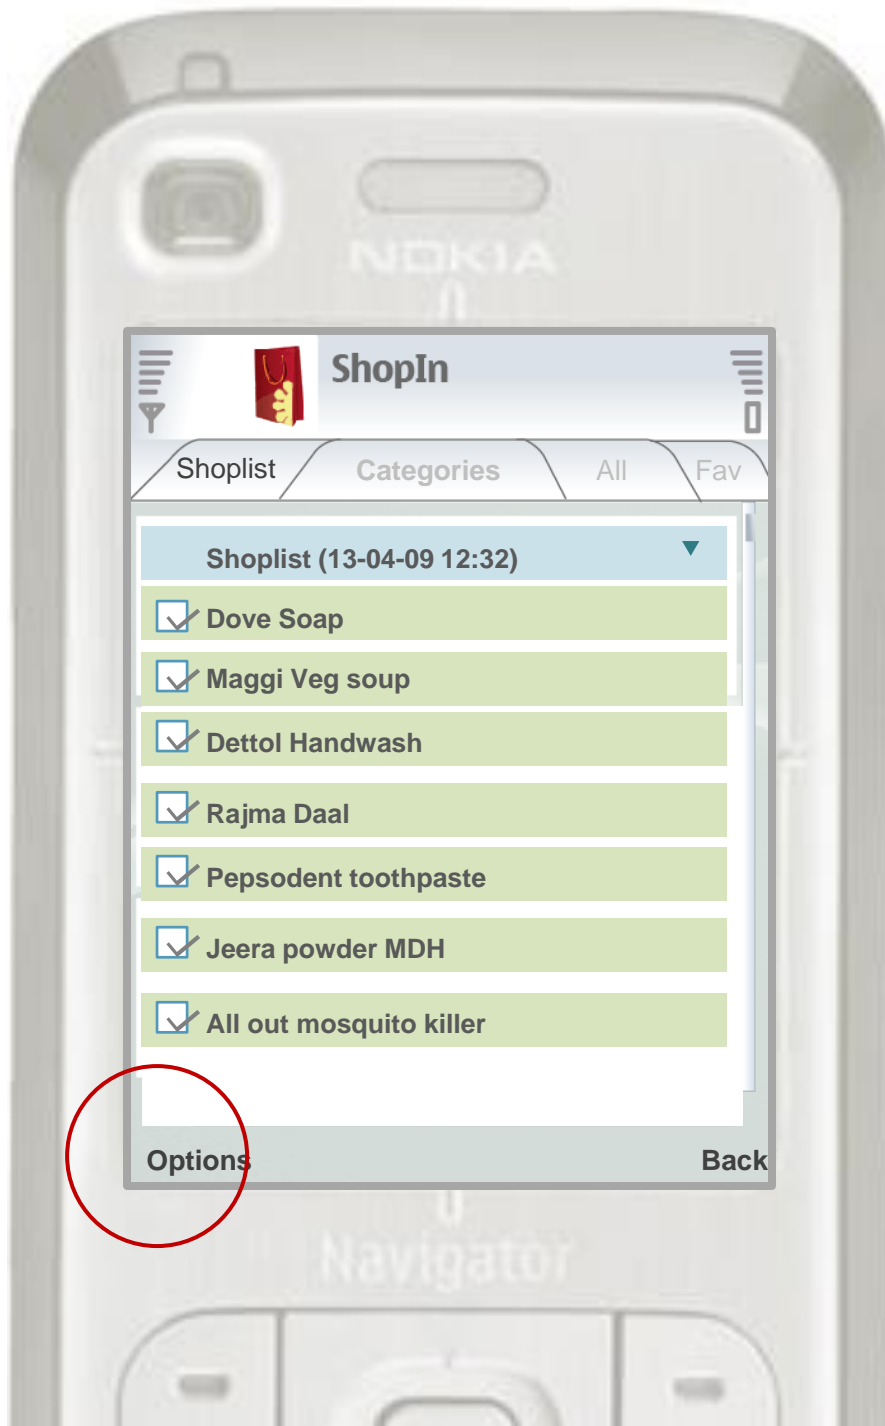 NOKIA
ShopIn
Shoplist Categories All Fav
Shoplist (13-04-09 12:32)
Dove Soap
Maggi Veg soup
Dettol Handwash
Rajma Daal
Pepsodent toothpaste
Jeera powder MDH
All out mosquito killer
Options Back
Navigator